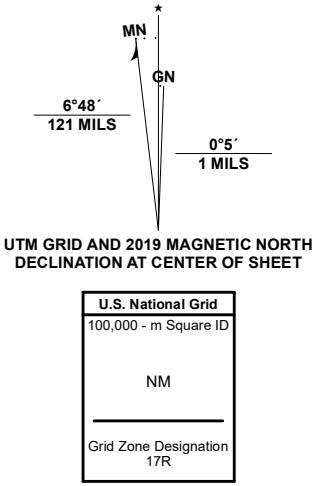 ★
MN
GN
6°48´
121 MILS
0°5´
1 MILS
UTM GRID AND 2019 MAGNETIC NORTH
DECLINATION AT CENTER OF SHEET
U.S. National Grid
100,000 - m Square ID
NM
Grid Zone Designation
17R